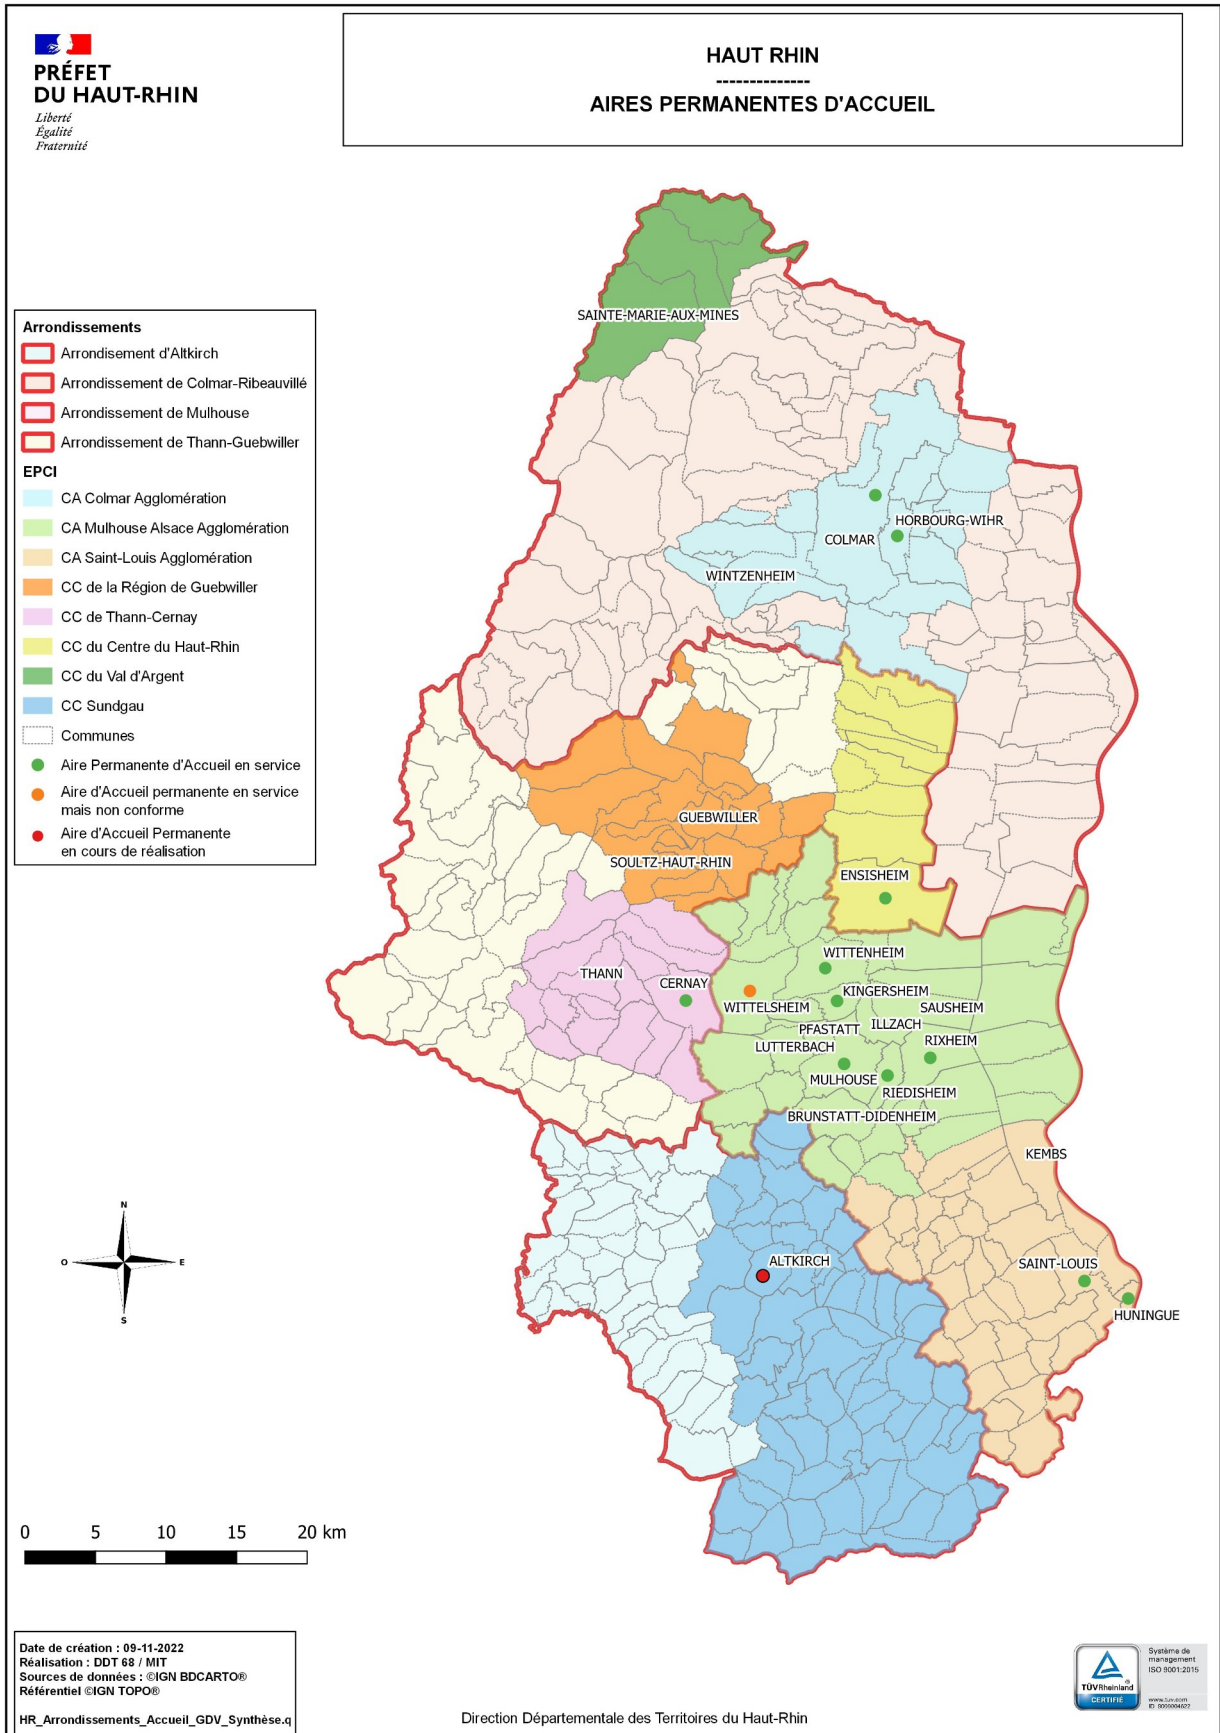 PRÉFET
DU HAUT-RHIN
Liberté
Égalité
Fraternité
HAUT RHIN
--------------
AIRES PERMANENTES D'ACCUEIL
Arrondissements
Arrondisement d'Altkirch
Arrondissement de Colmar-Ribeauvillé
Arrondissement de Mulhouse
Arrondissement de Thann-Guebwiller
EPCI
CA Colmar Agglomération
CA Mulhouse Alsace Agglomération
CA Saint-Louis Agglomération
CC de la Région de Guebwiller
CC de Thann-Cernay
CC du Centre du Haut-Rhin
CC du Val d'Argent
CC Sundgau
Communes
Aire Permanente d'Accueil en service
Aire d'Accueil permanente en service
mais non conforme
Aire d'Accueil Permanente
en cours de réalisation
SAINTE-MARIE-AUX-MINES
HORBOURG-WIHR
COLMAR
WINTZENHEIM
GUEBWILLER
SOULTZ-HAUT-RHIN
ENSISHEIM
WITTENHEIM
THANN
CERNAY
KINGERSHEIM
WITTELSHEIM
SAUSHEIM
ILLZACH
PFASTATT
RIXHEIM
LUTTERBACH
MULHOUSE
RIEDISHEIM
BRUNSTATT-DIDENHEIM
KEMBS
ALTKIRCH
SAINT-LOUIS
HUNINGUE
N
O
E
S
0 5 10 15 20 km
Date de création : 09-11-2022
Réalisation : DDT 68 / MIT
Sources de données : ©IGN BDCARTO®
Référentiel ©IGN TOPO®
HR_Arrondissements_Accueil_GDV_Synthèse.q
Direction Départementale des Territoires du Haut-Rhin
TÜVRheinland®
CERTIFIÉ
Système de
management
ISO 9001:2015
www.tuv.com